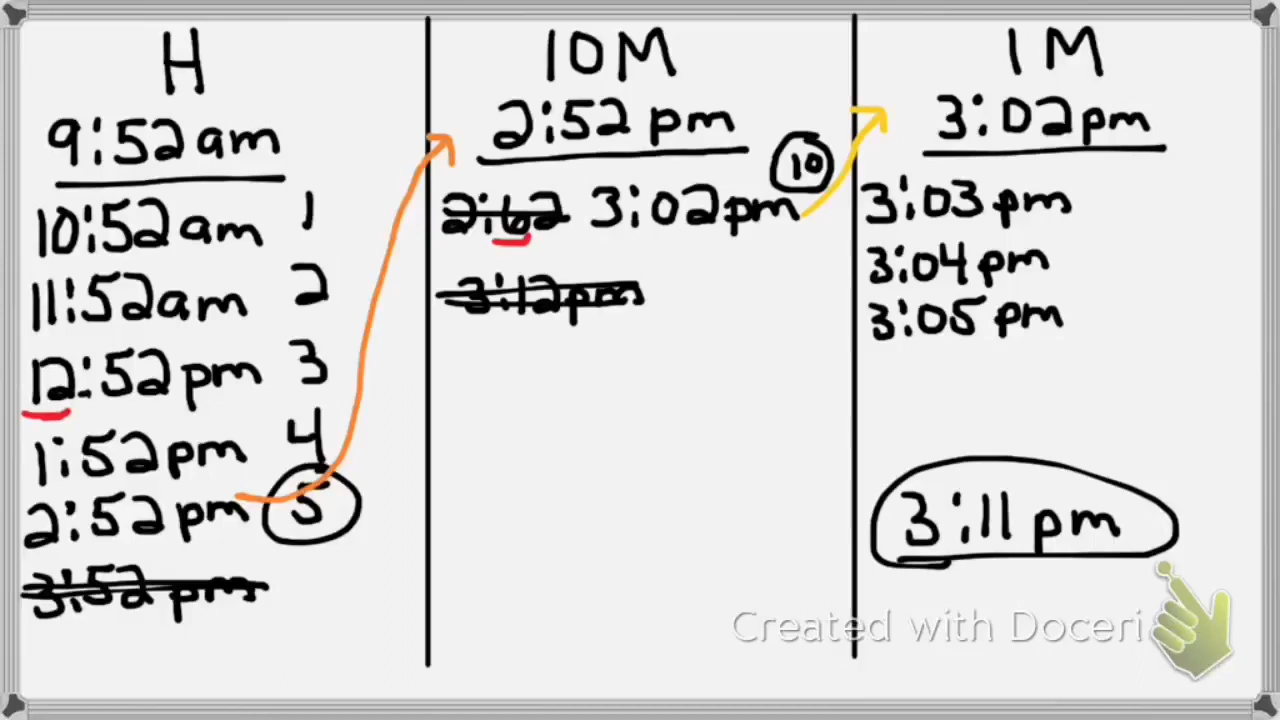 H
9:52 am
10:52 am 1
11:52 am 2
12:52 pm 3
1:52 pm 4
2:52 pm 5
3:52 pm
10 M
2:52 pm
10
2:62 3:02 pm
3:12 pm
1 M
3:02 pm
3:03 pm
3:04 pm
3:05 pm
3:11 pm
Created with Doceri